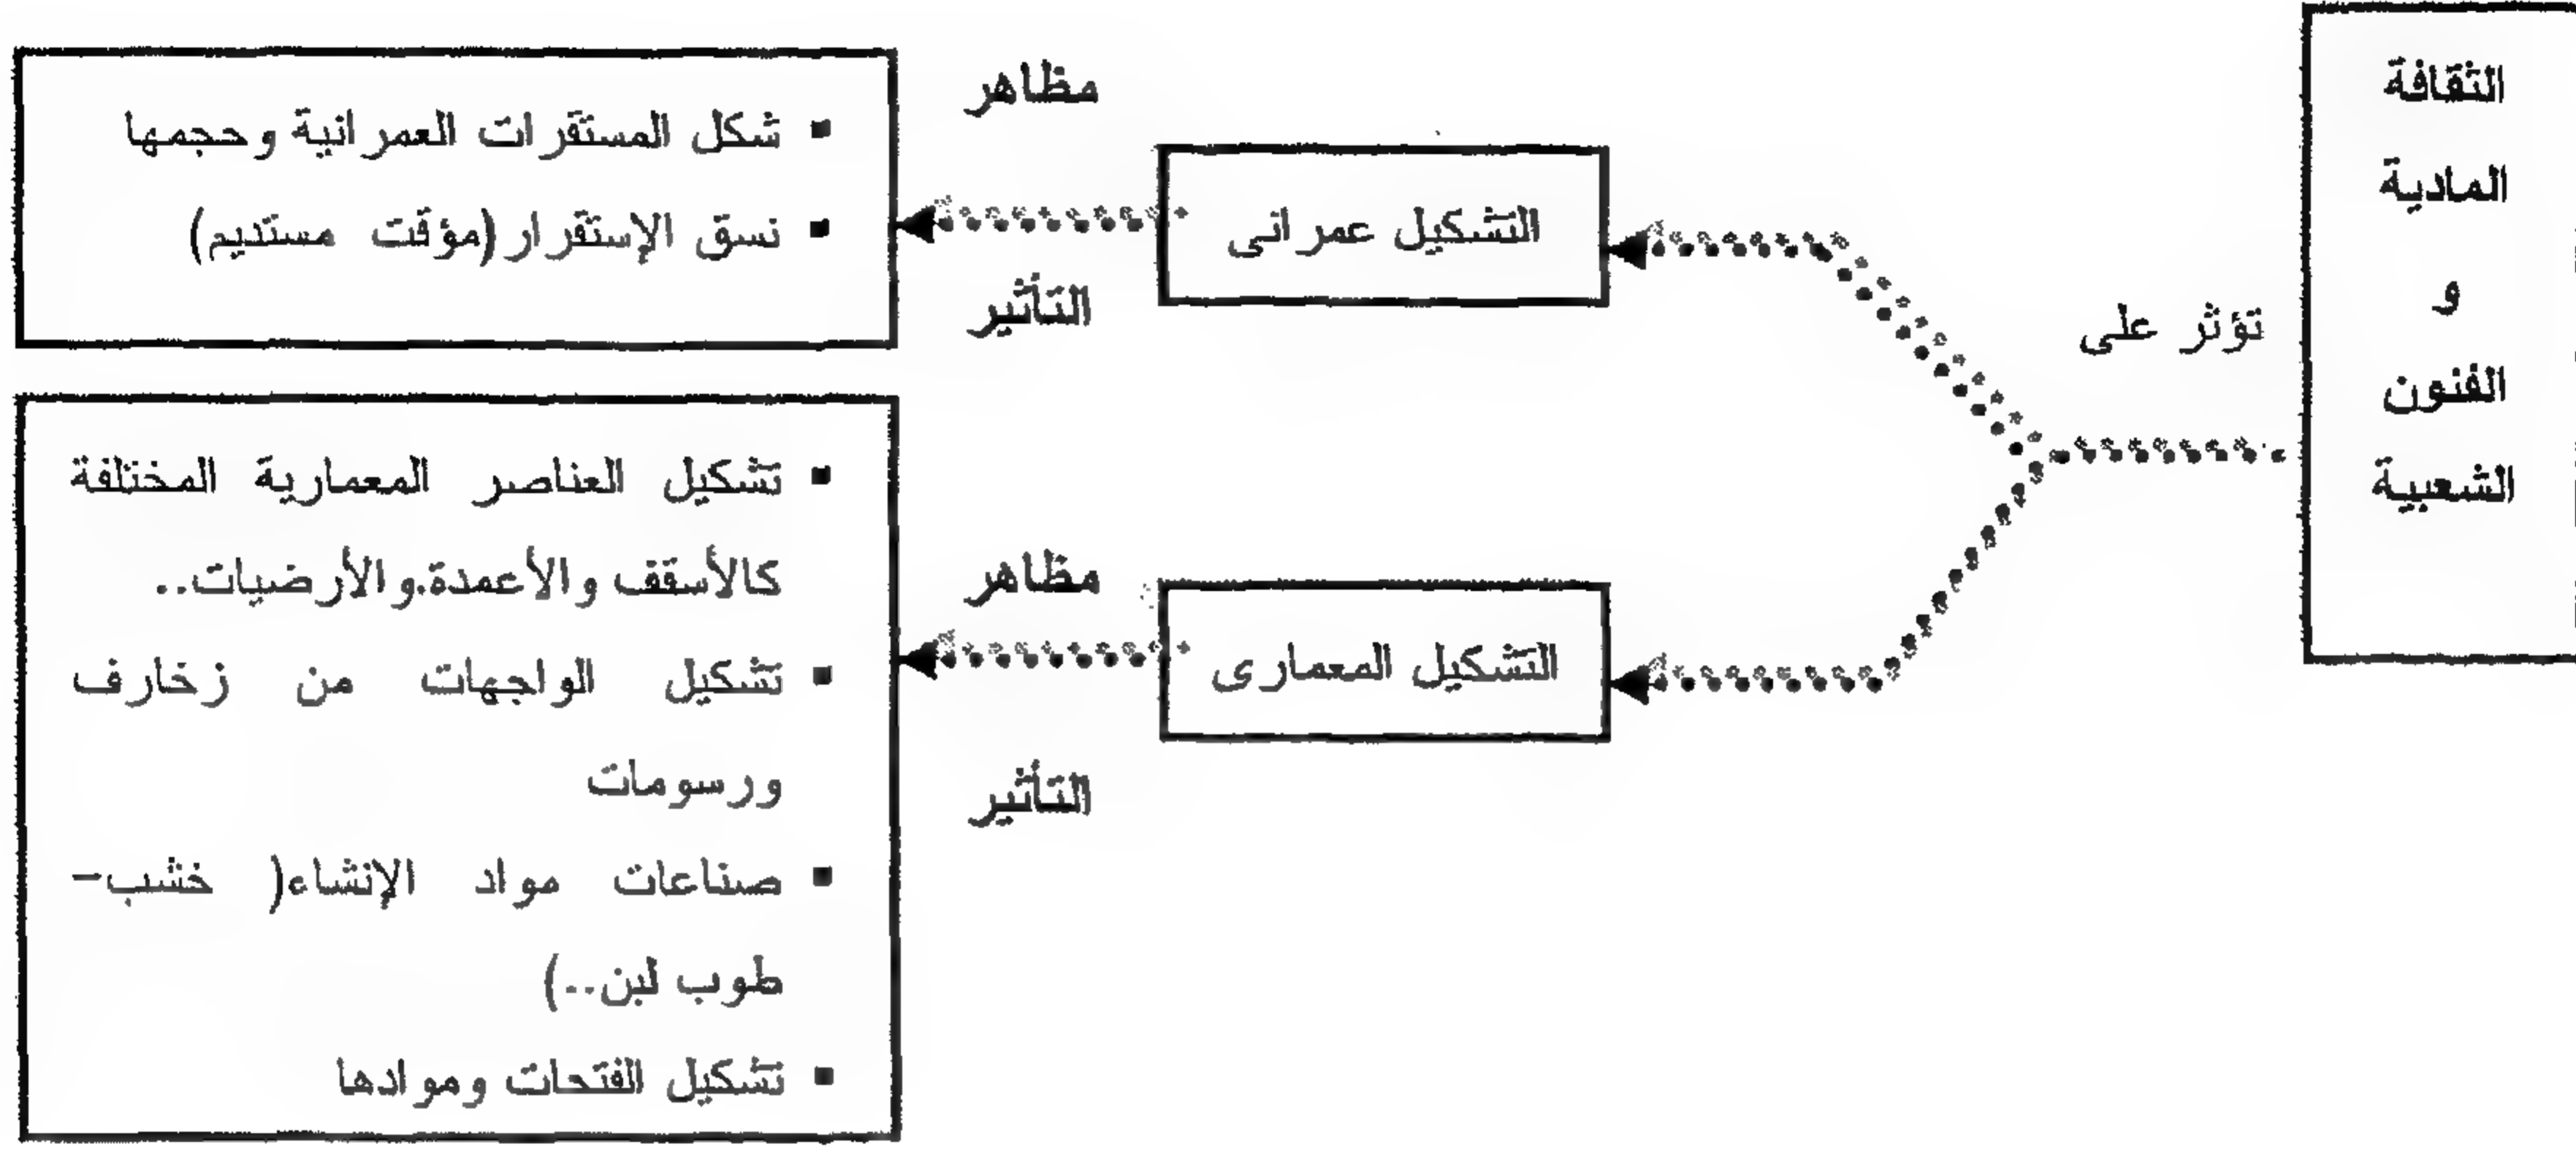 الثقافة
المادية
و
الفنون
الشعبية
تؤثر على
التشكيل عمرانى
مظاهر
التأثير
▪ شكل المستقرات العمرانية وحجمها
▪ نسق الإستقرار(مؤقت مستديم)
التشكيل المعمارى
مظاهر
التأثير
▪ تشكيل العناصر المعمارية المختلفة
كالأسقف والأعمدة.والأرضيات..
▪ تشكيل الواجهات من زخارف
ورسومات
▪ صناعات مواد الإنشاء( خشب-
طوب لبن..)
▪ تشكيل الفتحات وموادها